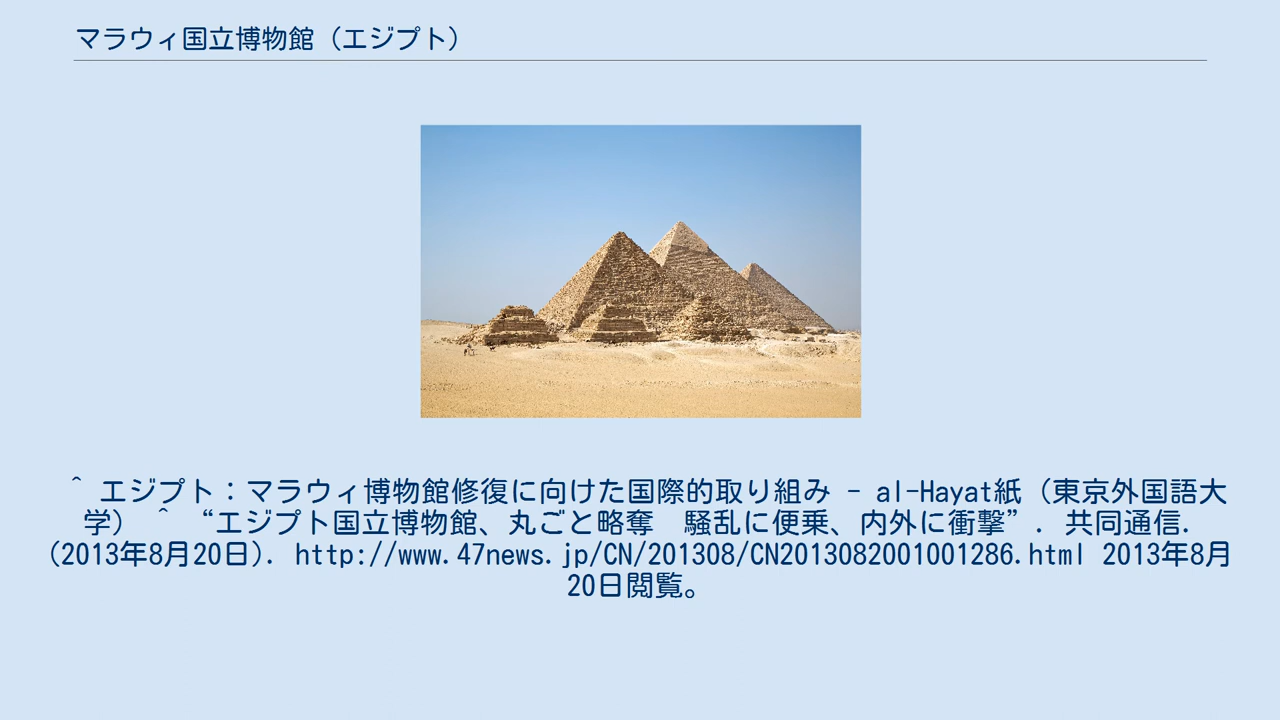 マラウィ国立博物館（エジプト）
^ エジプト：マラウィ博物館修復に向けた国際的取り組み - al-Hayat紙（東京外国語大
学） ^ “エジプト国立博物館、丸ごと略奪　騒乱に便乗、内外に衝撃”. 共同通信.
(2013年8月20日). http://www.47news.jp/CN/201308/CN2013082001001286.html 2013年8月
20日閲覧。